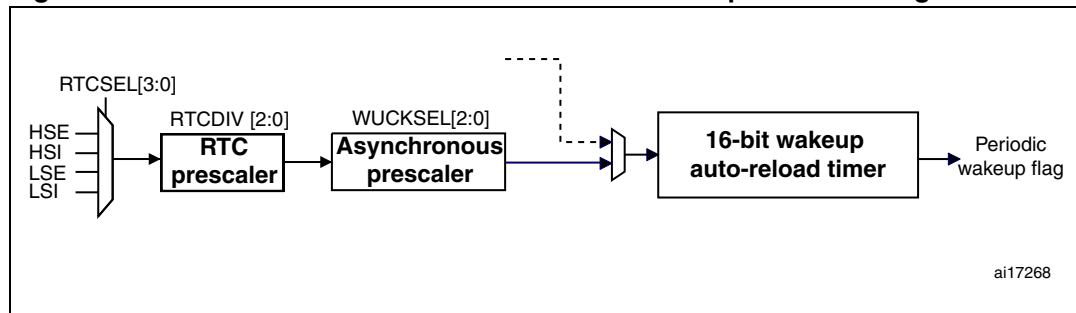 RTCSEL[3:0]
HSE
HSI
LSE
LSI
RTCDIV [2:0]
RTC
prescaler
WUCKSEL[2:0]
Asynchronous
prescaler
16-bit wakeup
auto-reload timer
Periodic
wakeup flag
ai17268